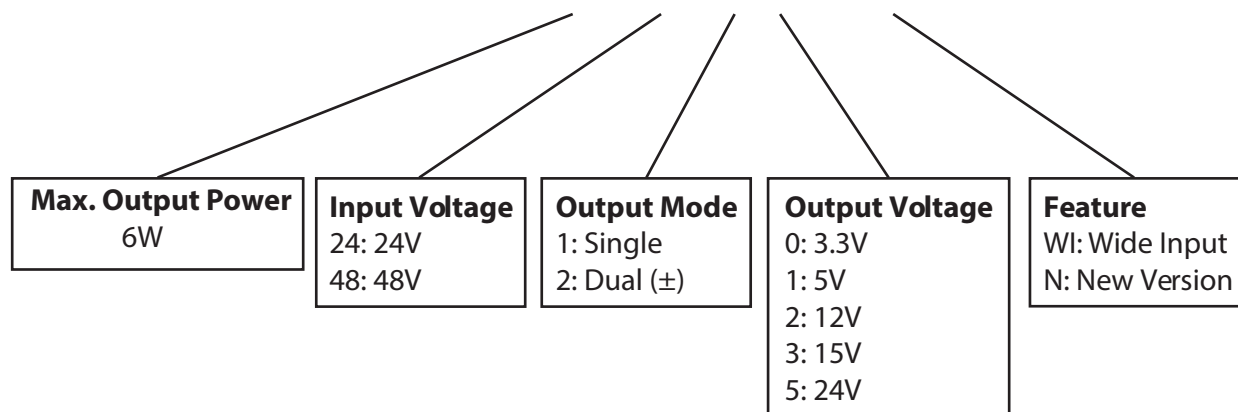 Max. Output Power
6W
Input Voltage
24: 24V
48: 48V
Output Mode
1: Single
2: Dual (±)
Output Voltage
0: 3.3V
1: 5V
2: 12V
3: 15V
5: 24V
Feature
WI: Wide Input
N: New Version